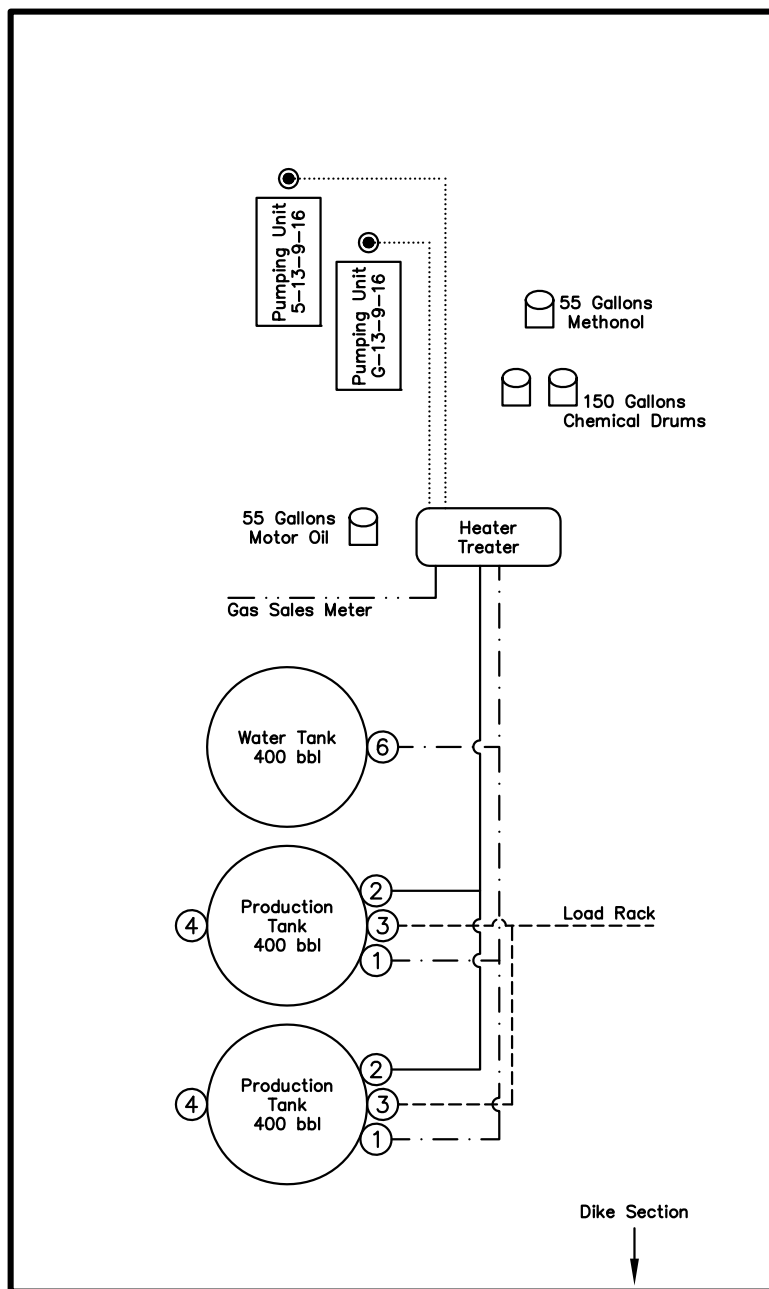 Pumping Unit
5-13-9-16
Pumping Unit
G-13-9-16
55 Gallons
Methonol
150 Gallons
Chemical Drums
55 Gallons
Motor Oil
Heater
Treater
Gas Sales Meter
Water Tank
400 bbl
6
Production
Tank
400 bbl
2
4
3
1
Load Rack
Production
Tank
400 bbl
2
4
3
1
Dike Section